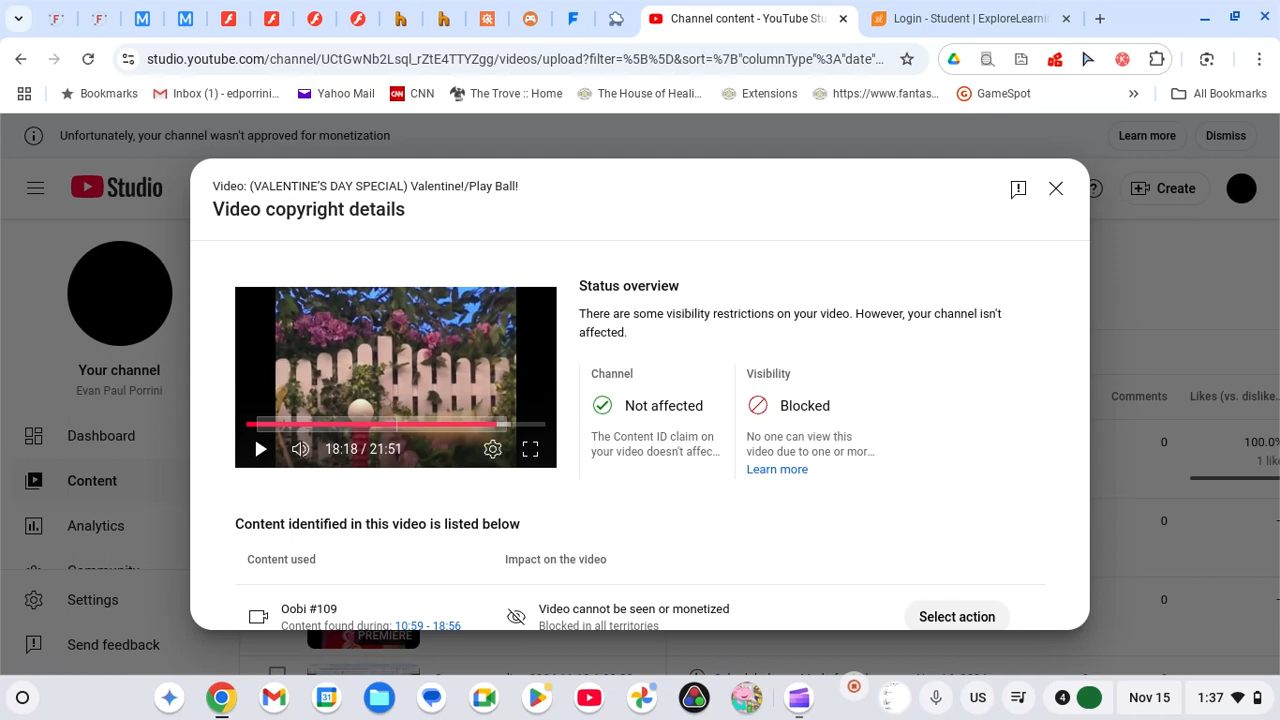 Channel content - YouTube Stu
Login - Student | ExploreLearni
studio.youtube.com/channel/
/videos/upload?filter=%5B%5D&sort=%7B"columnType"%3A"date"...
Bookmarks
Inbox (1) - edporrini...
Yahoo Mail
CNN
The Trove :: Home
The House of Heali...
Extensions
https://www.fantas...
GameSpot
All Bookmarks
Unfortunately, your channel wasn't approved for monetization
Learn more
Dismiss
Studio
Create
Video: (VALENTINE'S DAY SPECIAL) Valentine!/Play Ball!
Video copyright details
Your channel
Evan Paul Porrini
Dashboard
Content
Analytics
Settings
Send feedback
18:18 / 21:51
Status overview
There are some visibility restrictions on your video. However, your channel isn't
affected.
Channel
Not affected
The Content ID claim on
your video doesn't affec...
Visibility
Blocked
No one can view this
video due to one or mor...
Learn more
Content identified in this video is listed below
Content used
Impact on the video
Oobi #109
Content found during: 10:59 - 18:56
Video cannot be seen or monetized
Blocked in all territories
Select action
Comments
Likes (vs. dislike...
0
100.0%
1 like
0
0
PREMIERE
US
4
Nov 15
1:37